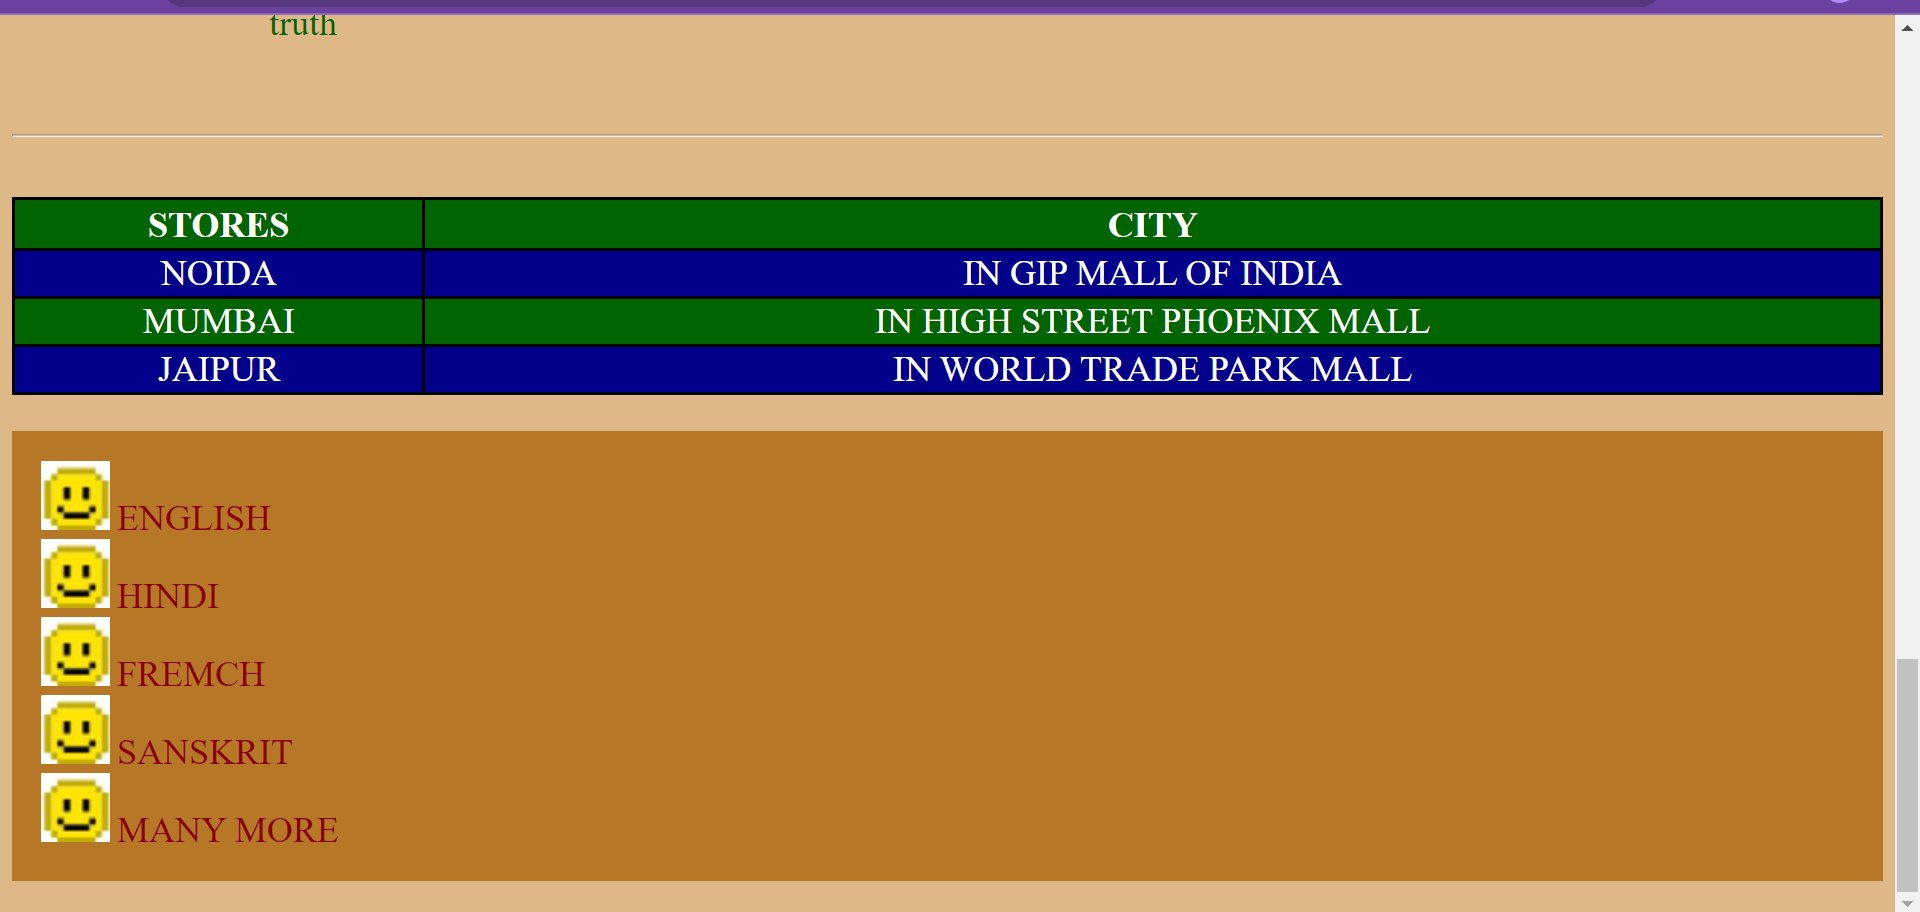 truth
STORES CITY
NOIDA IN GIP MALL OF INDIA
MUMBAI IN HIGH STREET PHOENIX MALL
JAIPUR IN WORLD TRADE PARK MALL
ENGLISH
HINDI
FREMCH
SANSKRIT
MANY MORE